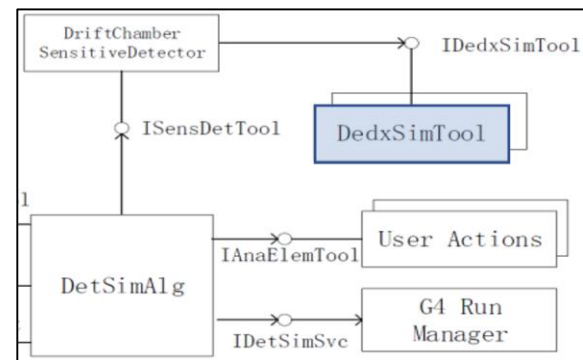 DriftChamber
SensitiveDetector
IDedxSimTool
DedxSimTool
ISensDetTool
User Actions
IAnaElemTool
DetSimAlg
G4 Run
Manager
IDetSimSvc